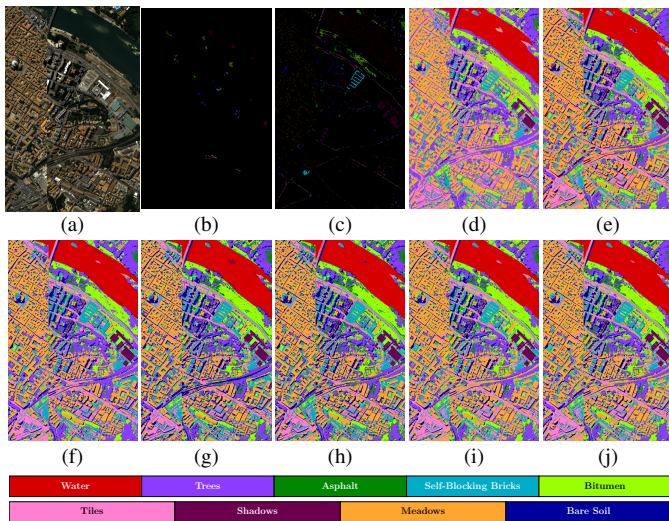 (a) (b) (c) (d) (e)
(f) (g) (h) (i) (j)
Water Trees Asphalt Self-Blocking Bricks Bitumen
Tiles Shadows Meadows Bare Soil